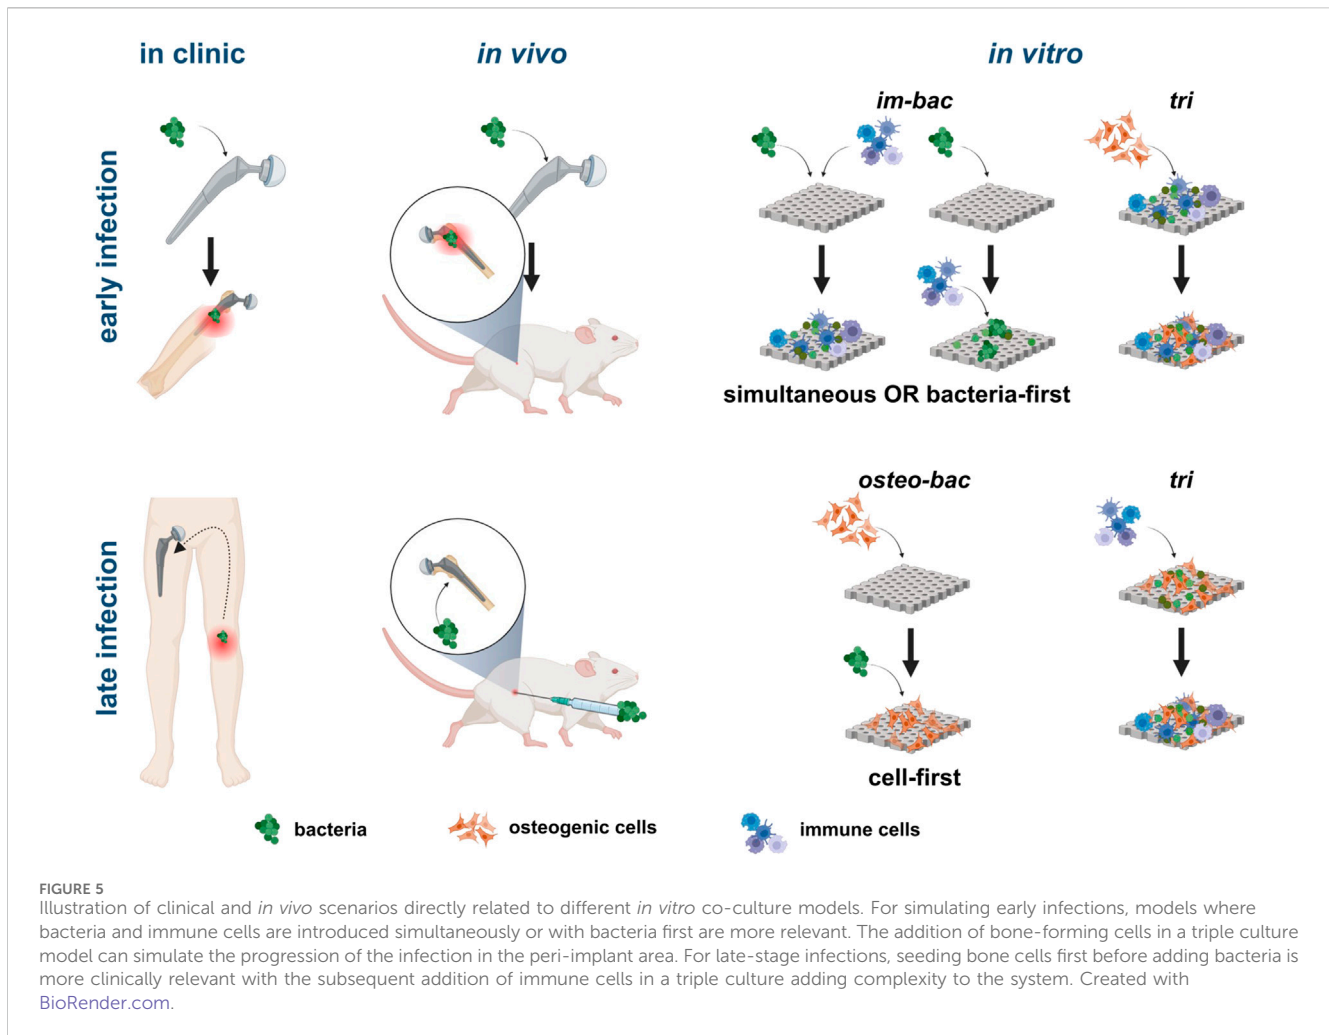 in clinic
in vivo
in vitro
early infection
im-bac
tri
simultaneous OR bacteria-first
late infection
osteo-bac
tri
cell-first
bacteria
osteogenic cells
immune cells
FIGURE 5
Illustration of clinical and in vivo scenarios directly related to different in vitro co-culture models. For simulating early infections, models where
bacteria and immune cells are introduced simultaneously or with bacteria first are more relevant. The addition of bone-forming cells in a triple culture
model can simulate the progression of the infection in the peri-implant area. For late-stage infections, seeding bone cells first before adding bacteria is
more clinically relevant with the subsequent addition of immune cells in a triple culture adding complexity to the system. Created with
BioRender.com.